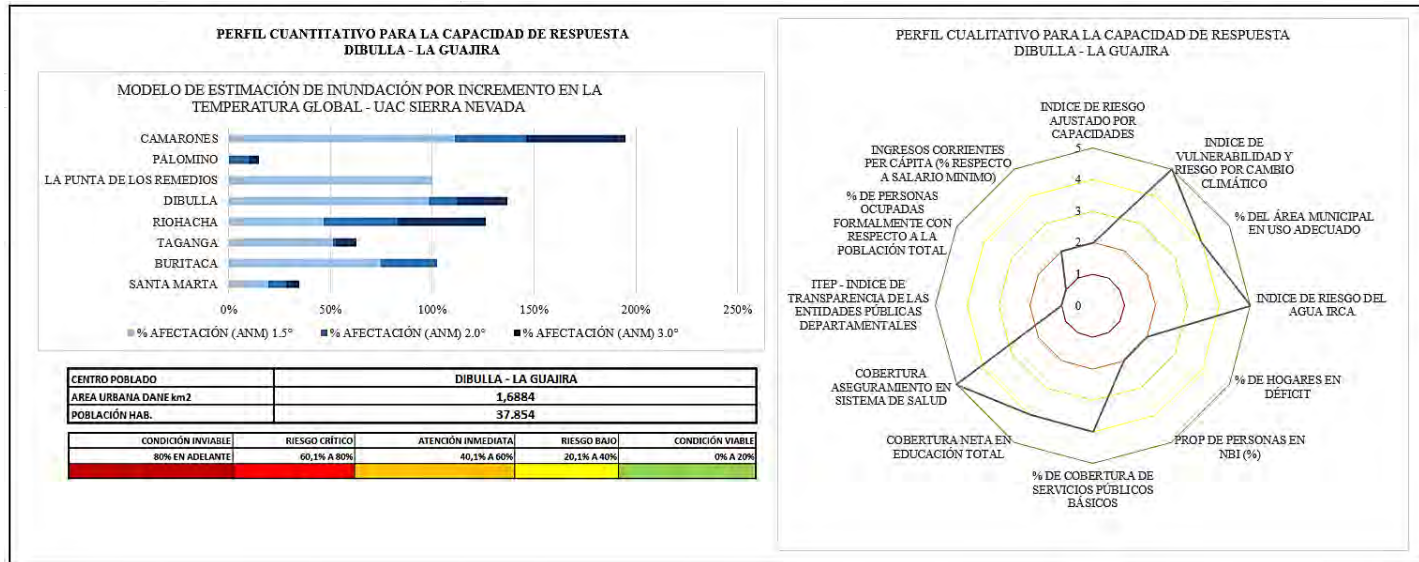 PERFIL CUANTITATIVO PARA LA CAPACIDAD DE RESPUESTA
DIBULLA - LA GUAJIRA
MODELO DE ESTIMACIÓN DE INUNDACIÓN POR INCREMENTO EN LA
TEMPERATURA GLOBAL - UAC SIERRA NEVADA
CAMARONES
PALOMINO
LA PUNTA DE LOS REMEDIOS
DIBULLA
RIOHACHA
TAGANGA
BURITACA
SANTA MARTA
0% 50% 100% 150% 200% 250%
% AFECTACIÓN (ANM) 1.5° % AFECTACIÓN (ANM) 2.0° % AFECTACIÓN (ANM) 3.0°
CENTRO POBLADO DIBULLA - LA GUAJIRA
AREA URBANA DANE km2 1,6884
POBLACIÓN HAB. 37.854
CONDICIÓN INVIABLE RIESGO CRÍTICO ATENCIÓN INMEDIATA RIESGO BAJO CONDICIÓN VIABLE
80% EN ADELANTE 60,1% A 80% 40,1% A 60% 20,1% A 40% 0% A 20%
PERFIL CUALITATIVO PARA LA CAPACIDAD DE RESPUESTA
DIBULLA - LA GUAJIRA
INDICE DE RIESGO
AJUSTADO POR
CAPACIDADES
INDICE DE
VULNERABILIDAD Y
RIESGO POR CAMBIO
CLIMÁTICO
% DEL ÁREA MUNICIPAL
EN USO ADECUADO
INDICE DE RIESGO DEL
AGUA IRCA
% DE HOGARES EN
DÉFICIT
PROP DE PERSONAS EN
NBI (%)
% DE COBERTURA DE
SERVICIOS PÚBLICOS
BÁSICOS
COBERTURA NETA EN
EDUCACIÓN TOTAL
COBERTURA
ASEGURAMIENTO EN
SISTEMA DE SALUD
ITEP - INDICE DE
TRANSPARENCIA DE LAS
ENTIDADES PÚBLICAS
DEPARTAMENTALES
% DE PERSONAS
OCUPADAS
FORMALMENTE CON
RESPECTO A LA
POBLACIÓN TOTAL
INGRESOS CORRIENTES
PER CÁPITA (% RESPECTO
A SALARIO MINIMO)
5
4
3
2
1
0